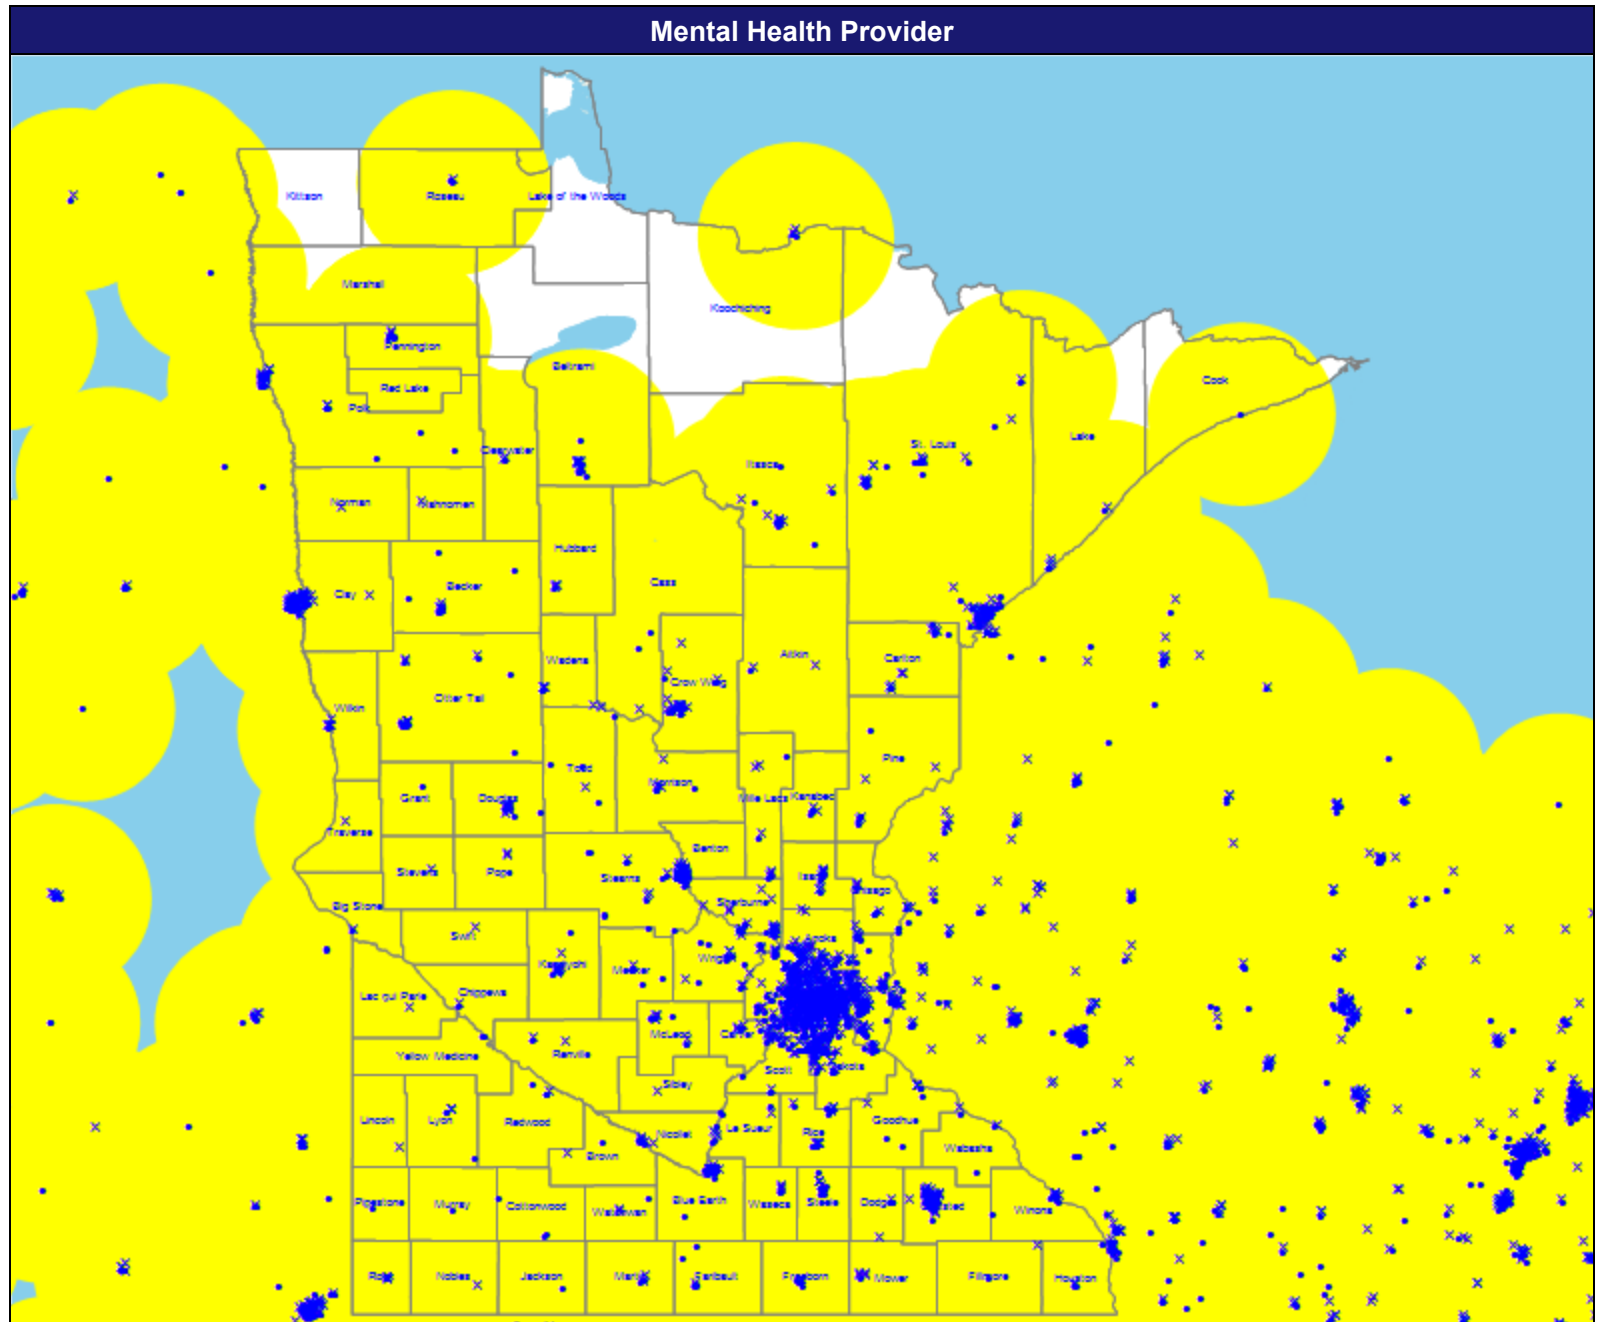 Mental Health Provider
Kittson
Roseau
Lake of the Woods
Marshall
Koochiching
Pennington
Beltrami
Red Lake
Cook
Polk
Lake
St. Louis
Clearwater
Itasca
Norman
Mahnomen
Hubbard
Cass
Becker
Clay
Aitkin
Carlton
Wadena
Crow Wing
Otter Tail
Wilkin
Pine
Todd
Morrison
Grant
Douglas
Mille Lacs
Kanabec
Traverse
Benton
Stevens
Pope
Stearns
Chisago
Sherburne
Big Stone
Swift
Anoka
Wright
Meeker
Lac qui Parle
Chippewa
McLeod
Carver
Yellow Medicine
Renville
Scott
Dakota
Sibley
Lincoln
Lyon
Redwood
Goodhue
Le Sueur
Rice
Nicollet
Wabasha
Brown
Pipestone
Murray
Cottonwood
Watonwan
Blue Earth
Waseca
Steele
Dodge
Winona
Rock
Nobles
Jackson
Martin
Faribault
Freeborn
Mower
Fillmore
Houston